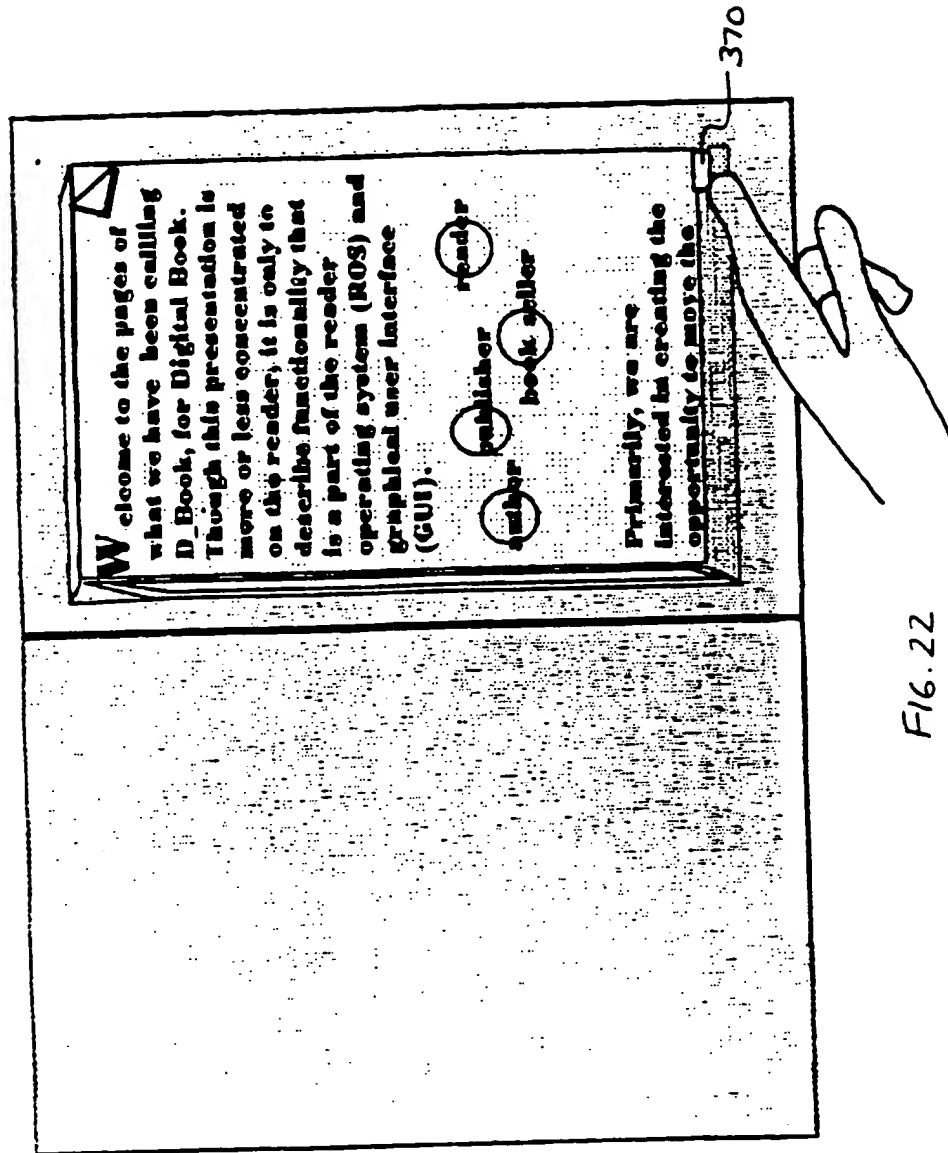 Welcome to the pages of
what we have been callling
D_Book, for Digital Book.
Though this presentation is
more or less concentrated
on the reader, it is only to
describe functionality that
is a part of the reader
operating system (ROS) and
graphical user interface
(GUI).
author publisher book seller reader
Primarily, we are
interested in creating the
opportunity to move the
370
FIG. 22